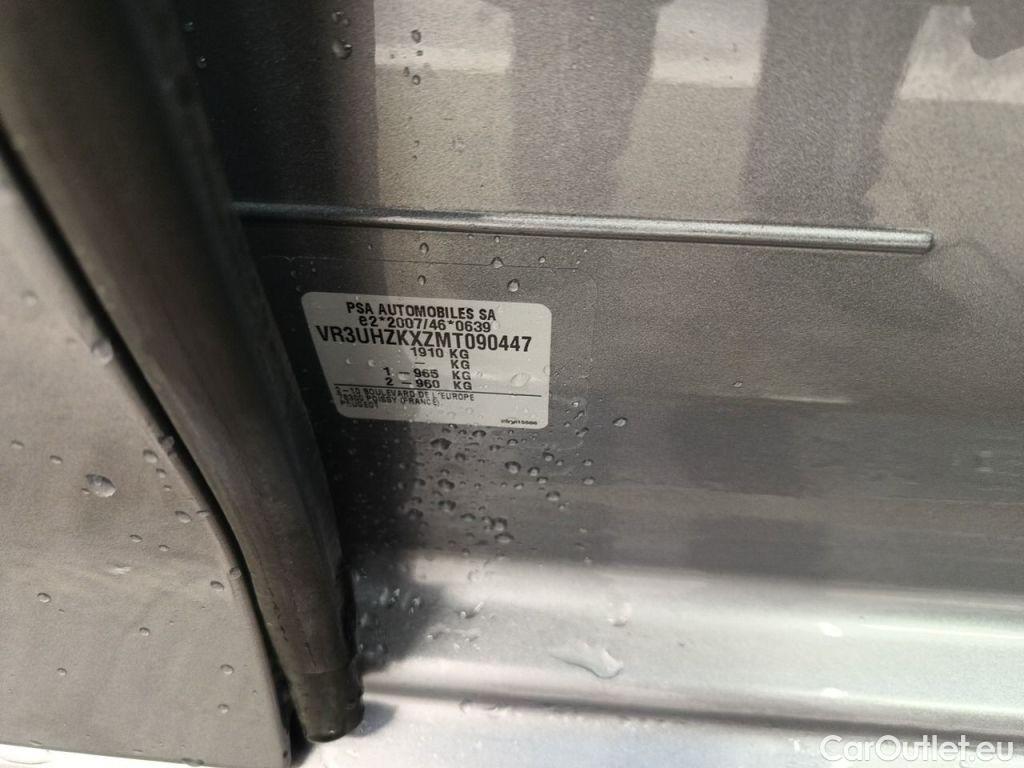 PSA AUTOMOBILES SA
e2*2007/46*0639
VR3UHZKXZMT090447
1910 KG
- KG
1 - 965 KG
2 - 960 KG
2-10 BOULEVARD DE L'EUROPE
78300 POISSY (FRANCE)
PEUGEOT
CarOutlet.eu